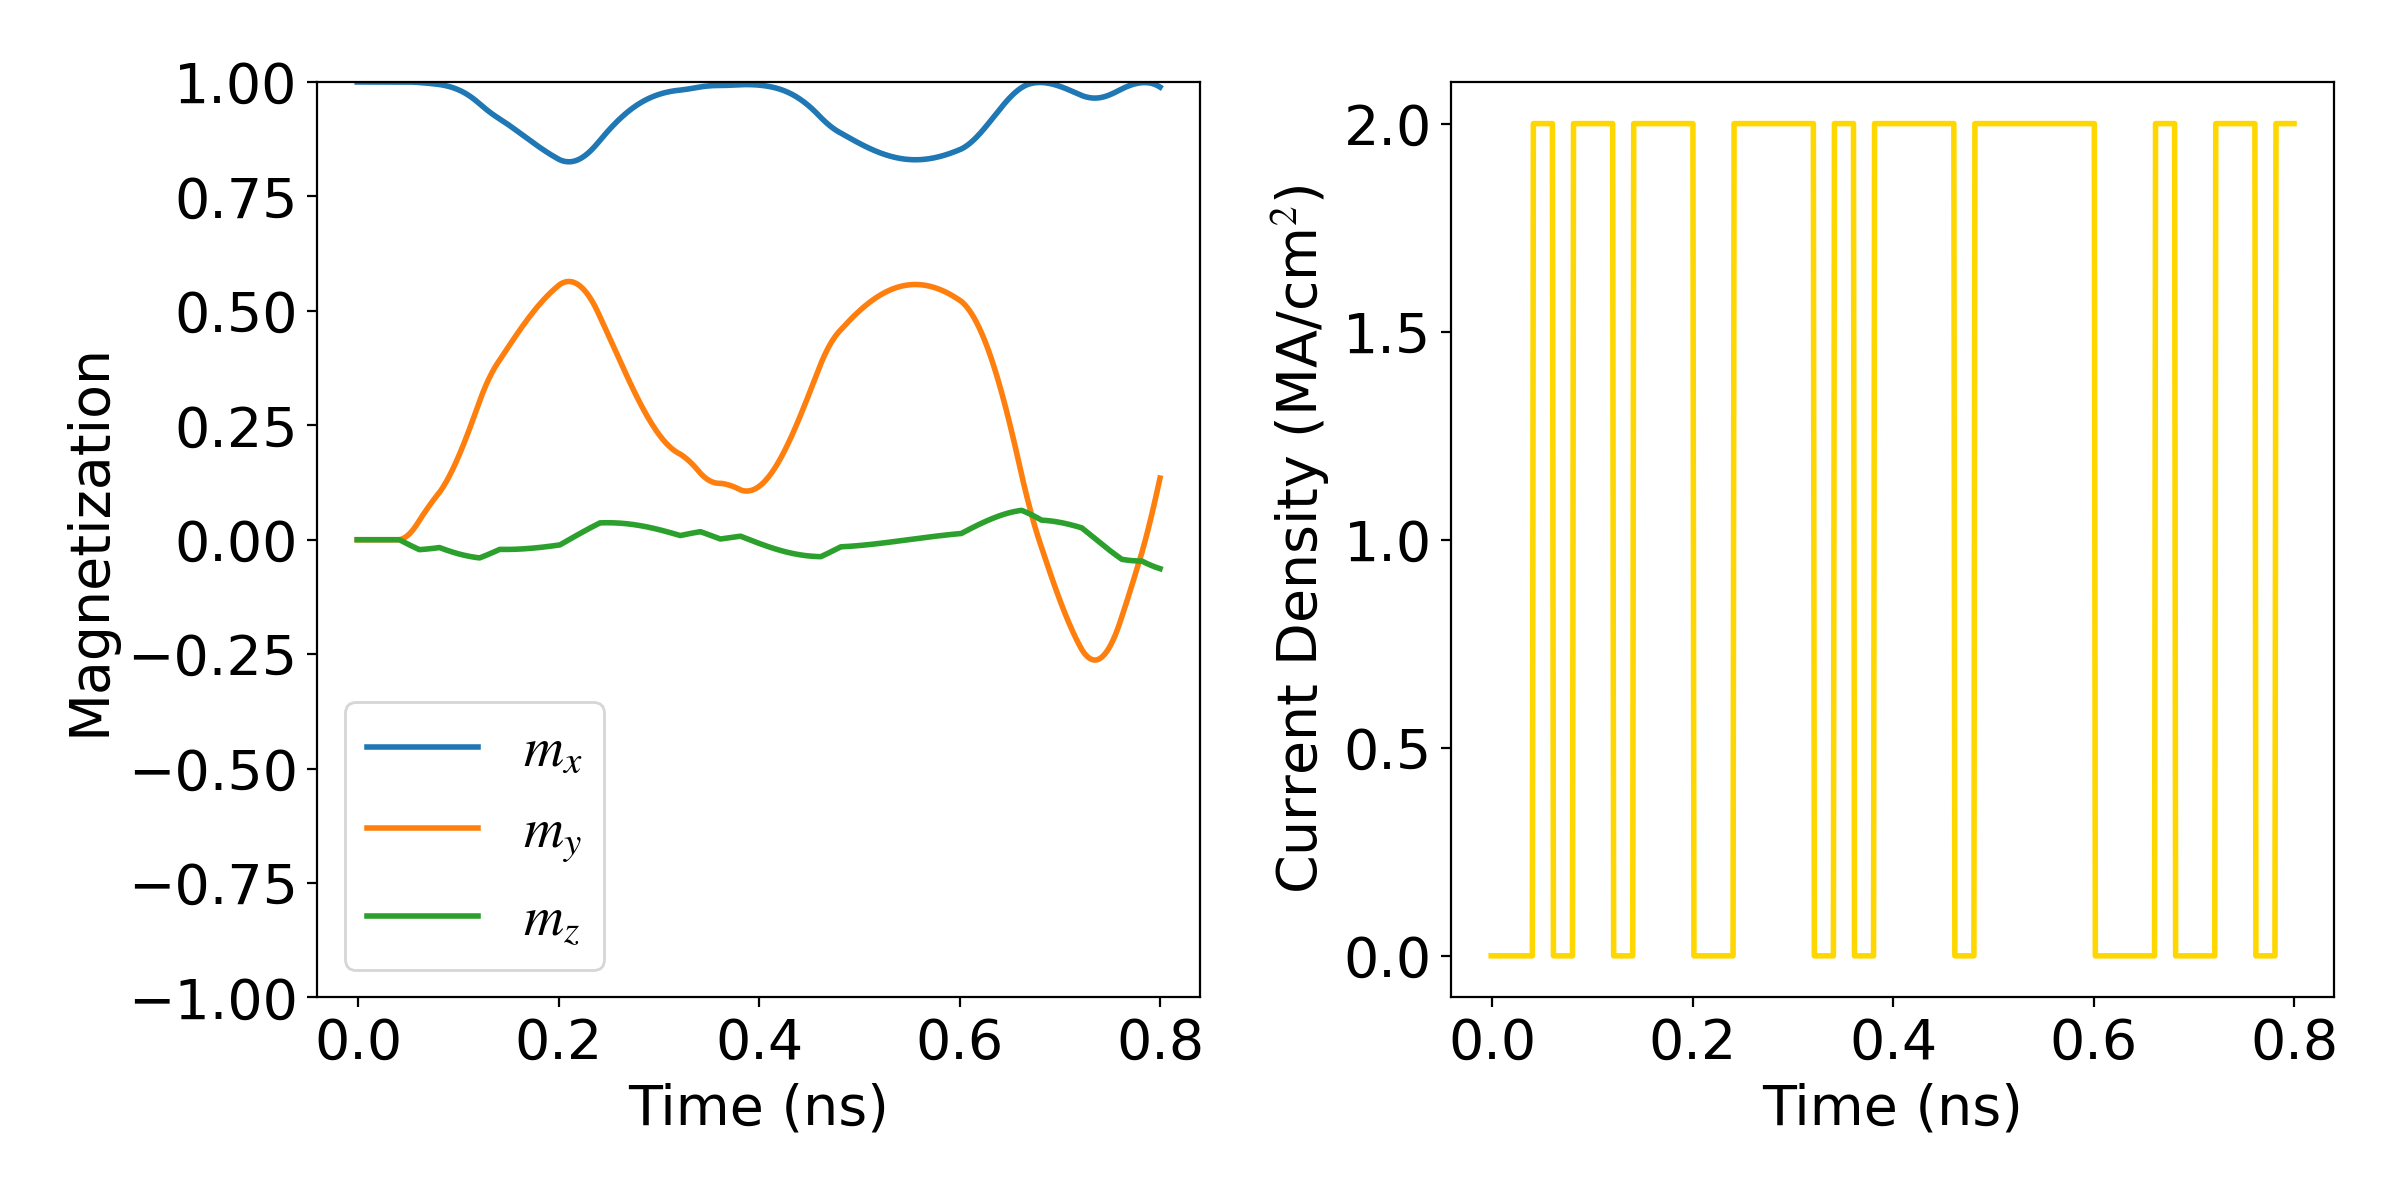 1.00
0.75
0.50
0.25
0.00
−0.25
−0.50
−0.75
−1.00
Magnetization
m_x
m_y
m_z
0.0 0.2 0.4 0.6 0.8
Time (ns)
2.0
1.5
1.0
0.5
0.0
Current Density (MA/cm²)
0.0 0.2 0.4 0.6 0.8
Time (ns)